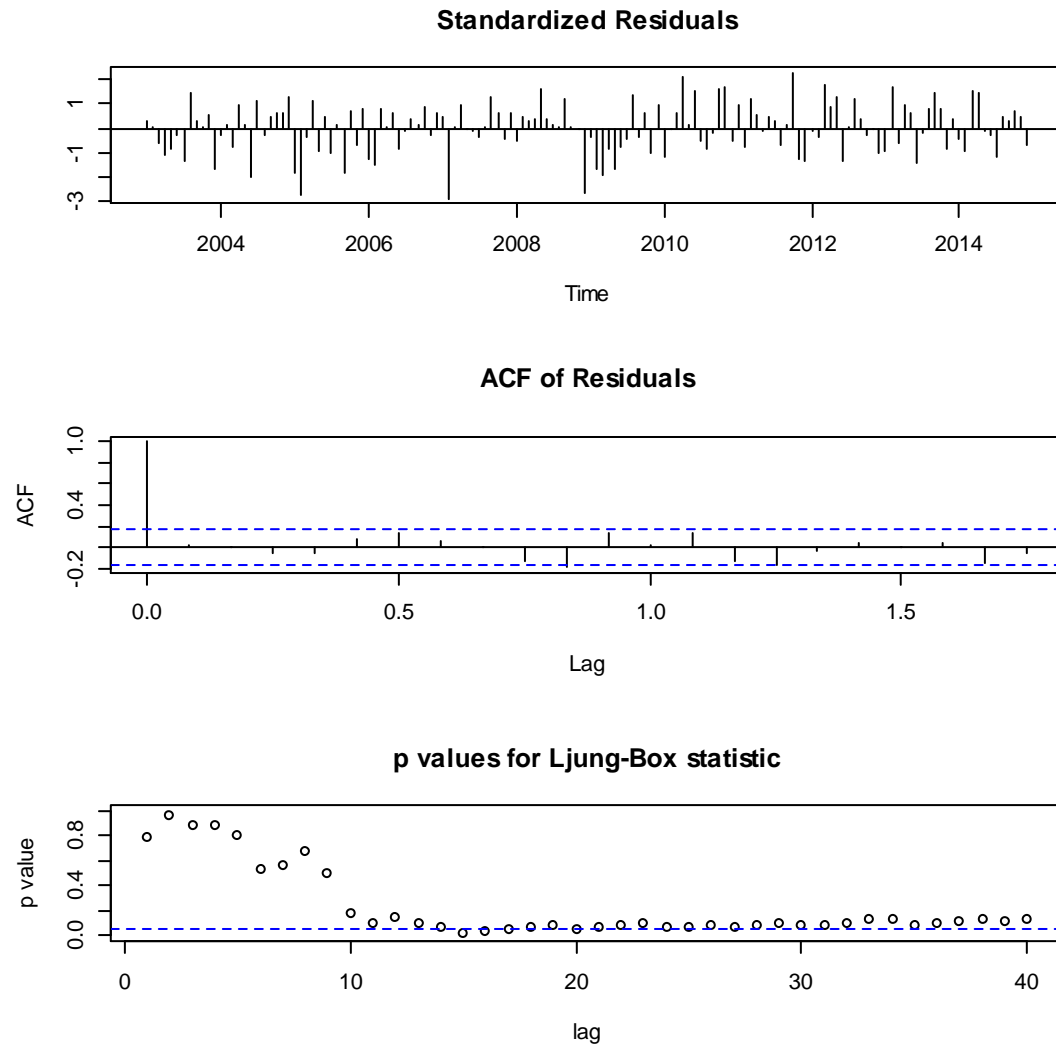 Standardized Residuals
1
-1
-3
2004 2006 2008 2010 2012 2014
Time
ACF of Residuals
ACF
1.0
0.4
-0.2
0.0 0.5 1.0 1.5
Lag
p values for Ljung-Box statistic
p value
0.8
0.4
0.0
0 10 20 30 40
lag